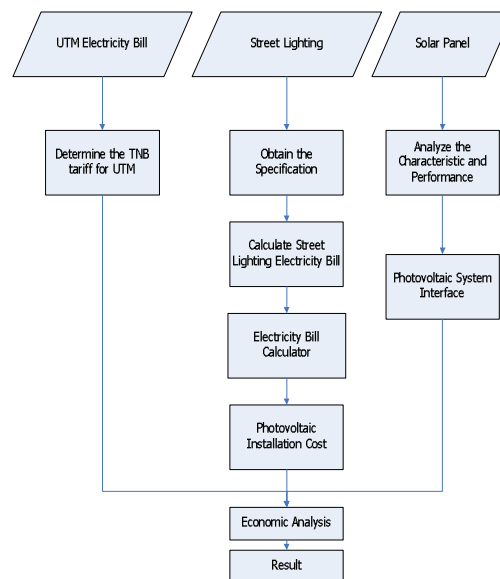 UTM Electricity Bill
Street Lighting
Solar Panel
Determine the TNB
tariff for UTM
Obtain the
Specification
Analyze the
Characteristic and
Performance
Calculate Street
Lighting Electricity Bill
Photovoltaic System
Interface
Electricity Bill
Calculator
Photovoltaic
Installation Cost
Economic Analysis
Result